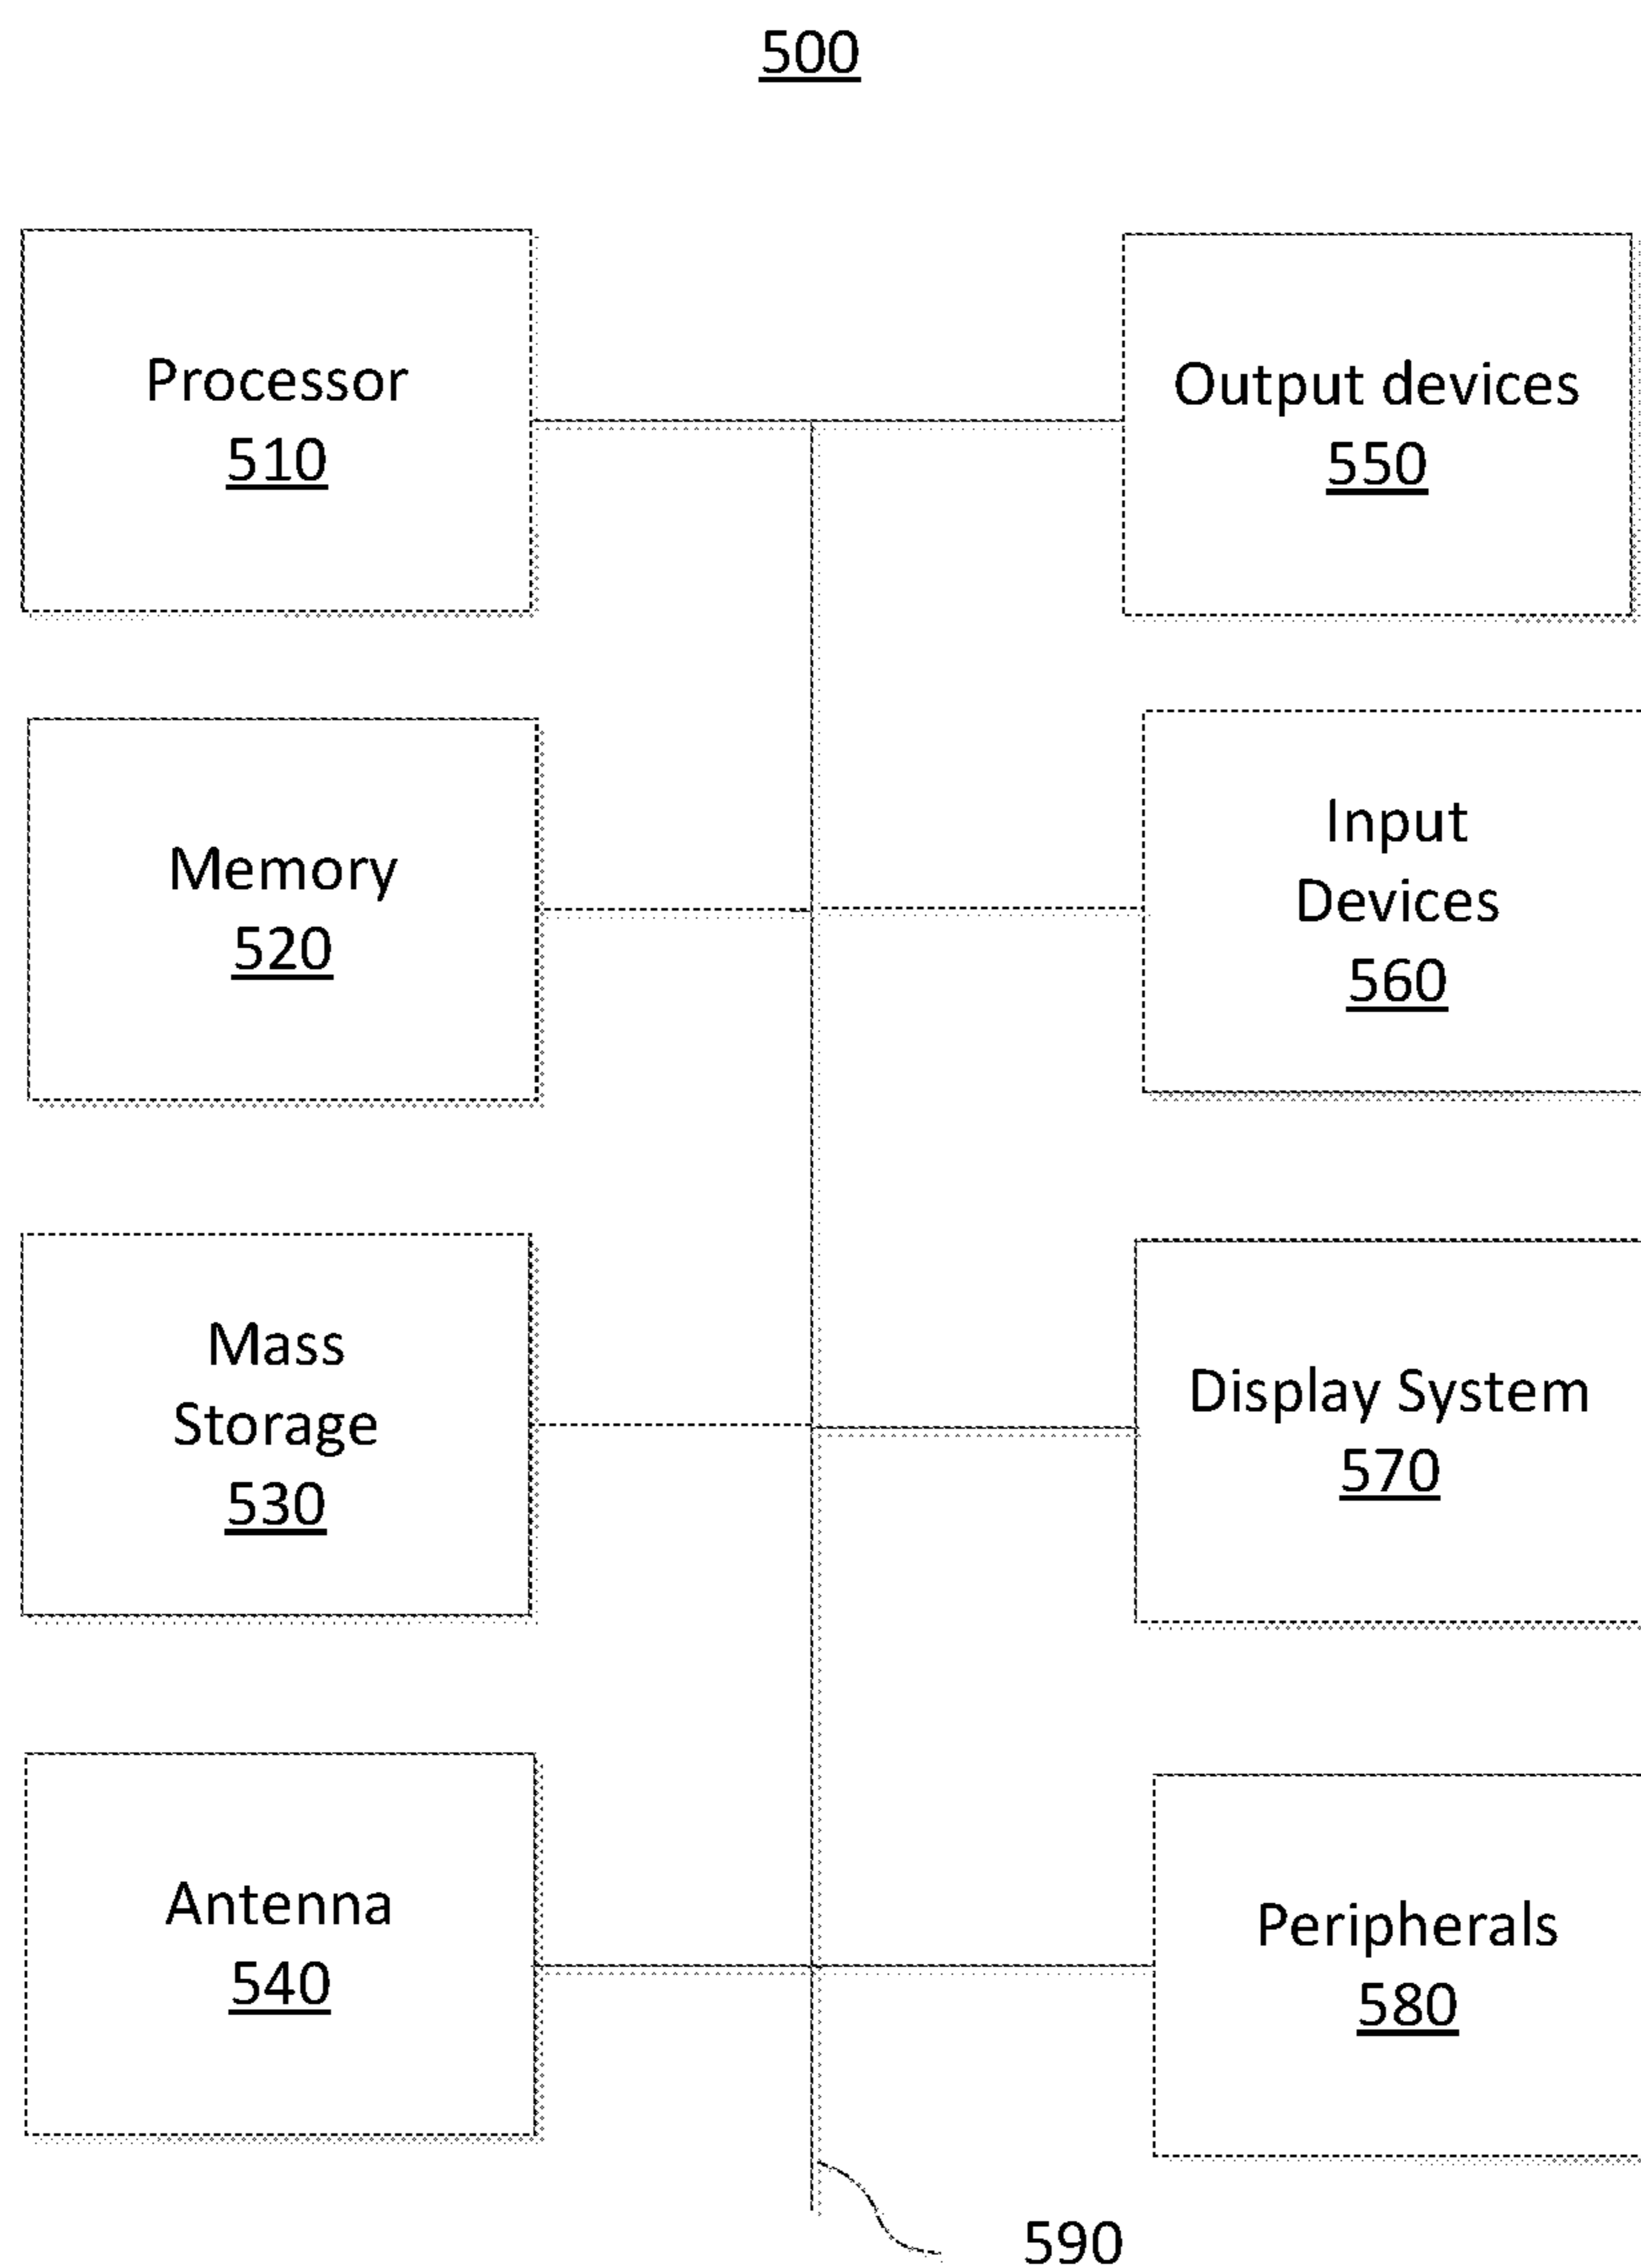 500
Processor
510
Output devices
550
Memory
520
Input
Devices
560
Mass
Storage
530
Display System
570
Antenna
540
Peripherals
580
590